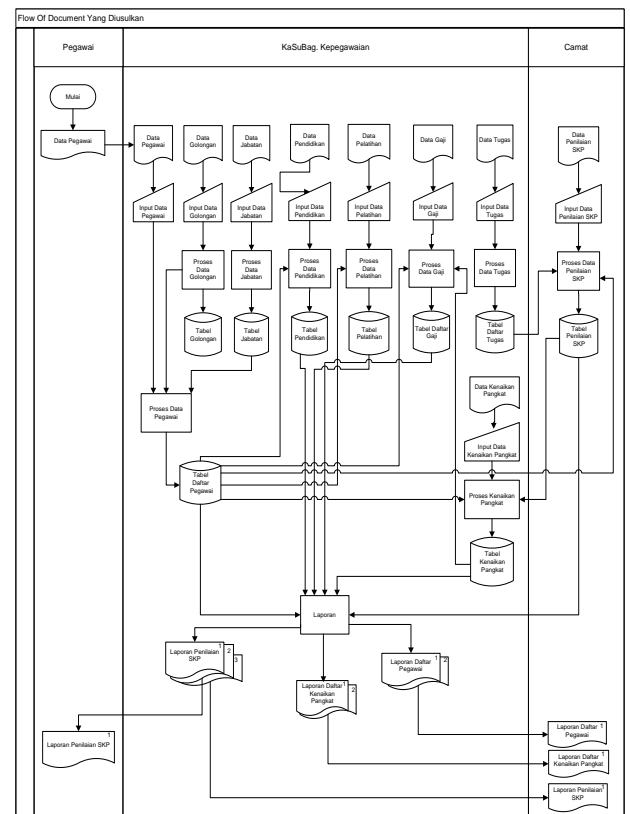 Flow Of Document Yang Diusulkan
Pegawai
KaSuBag. Kepegawaian
Camat
Mulai
Data Pegawai
Data
Pegawai
Data
Golongan
Data
Jabatan
Data
Pendidikan
Data
Pelatihan
Data Gaji
Data Tugas
Data
Penilaian
SKP
Input Data
Pegawai
Input Data
Golongan
Input Data
Jabatan
Input Data
Pendidikan
Input Data
Pelatihan
Input Data
Gaji
Input Data
Tugas
Input Data
Penilaian SKP
Proses
Data
Golongan
Proses
Data
Jabatan
Proses
Data
Pendidikan
Proses
Data
Pelatihan
Proses
Data Gaji
Proses
Data Tugas
Proses Data
Penilaian
SKP
Tabel
Golongan
Tabel
Jabatan
Tabel
Pendidikan
Tabel
Pelatihan
Tabel Daftar
Gaji
Tabel
Daftar
Tugas
Tabel
Penilaian
SKP
Proses Data
Pegawai
Data Kenaikan
Pangkat
Input Data
Kenaikan Pangkat
Tabel
Daftar
Pegawai
Proses Kenaikan
Pangkat
Tabel
Kenaikan
Pangkat
Laporan
Laporan Penilaian
SKP
1
2
3
Laporan Daftar
Kenaikan
Pangkat
1
2
Laporan Daftar
Pegawai
1
2
Laporan Penilaian SKP
1
Laporan Daftar
Pegawai
1
Laporan Daftar
Kenaikan Pangkat
1
Laporan Penilaian
SKP
1